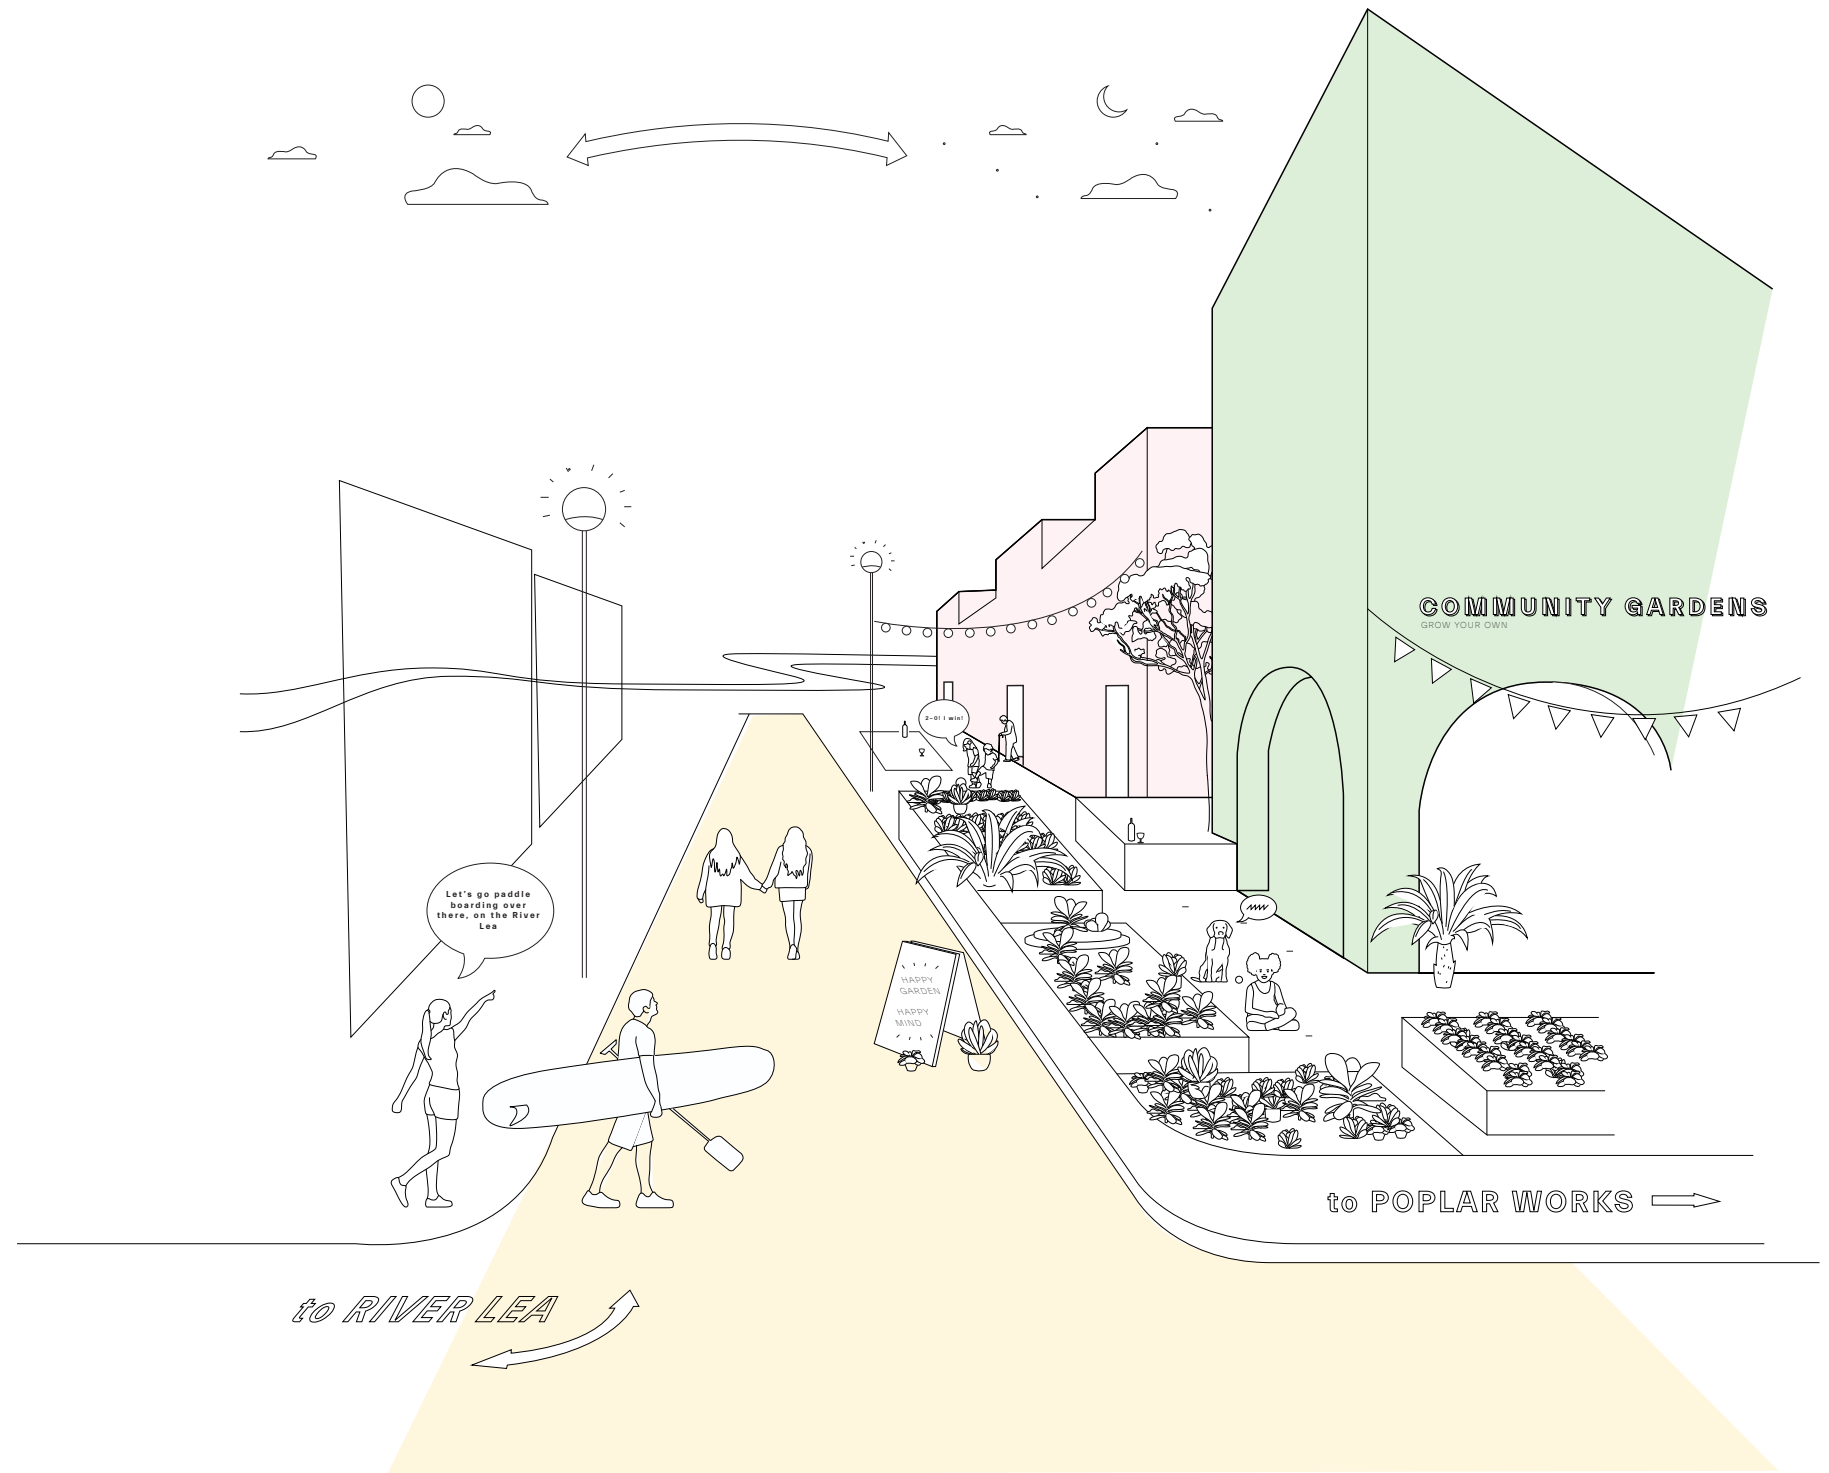 COMMUNITY GARDENS
GROW YOUR OWN
2-0! I win!
Let's go paddle
boarding over
there, on the River
Lea
HAPPY
GARDEN
HAPPY
MIND
to POPLAR WORKS
to RIVER LEA